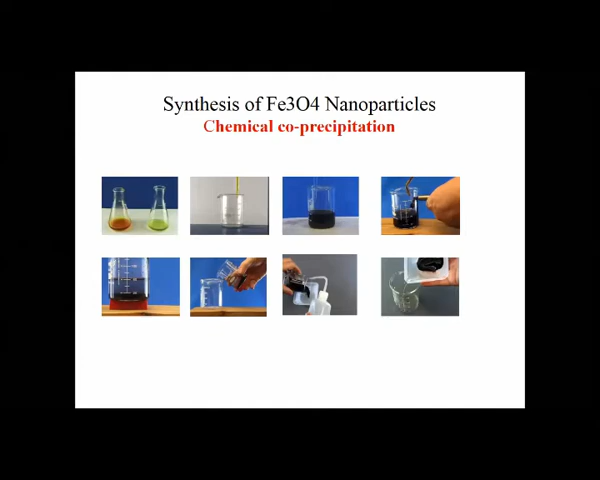 Synthesis of Fe3O4 Nanoparticles
Chemical co-precipitation